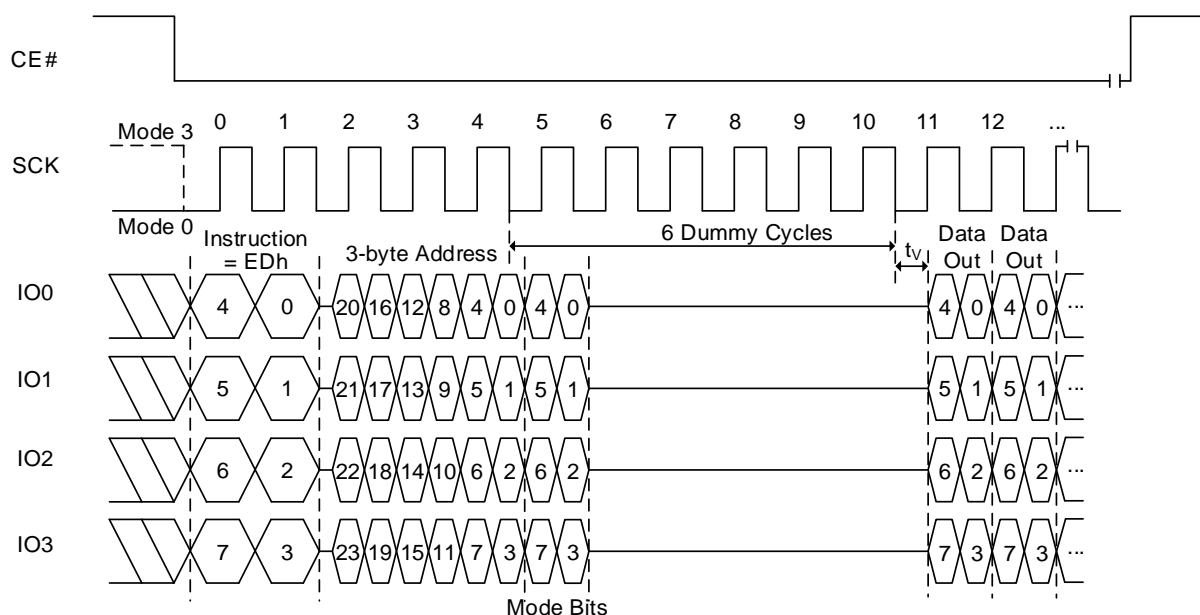 CE#
0 1 2 3 4 5 6 7 8 9 10 11 12 ...
Mode 3
SCK
Mode 0
Instruction
= EDh
3-byte Address
6 Dummy Cycles
tV
Data
Out
Data
Out
IO0 4 0 20 16 12 8 4 0 4 0 4 0 4 0 ...
IO1 5 1 21 17 13 9 5 1 5 1 5 1 5 1 ...
IO2 6 2 22 18 14 10 6 2 6 2 6 2 6 2 ...
IO3 7 3 23 19 15 11 7 3 7 3 7 3 7 3 ...
Mode Bits